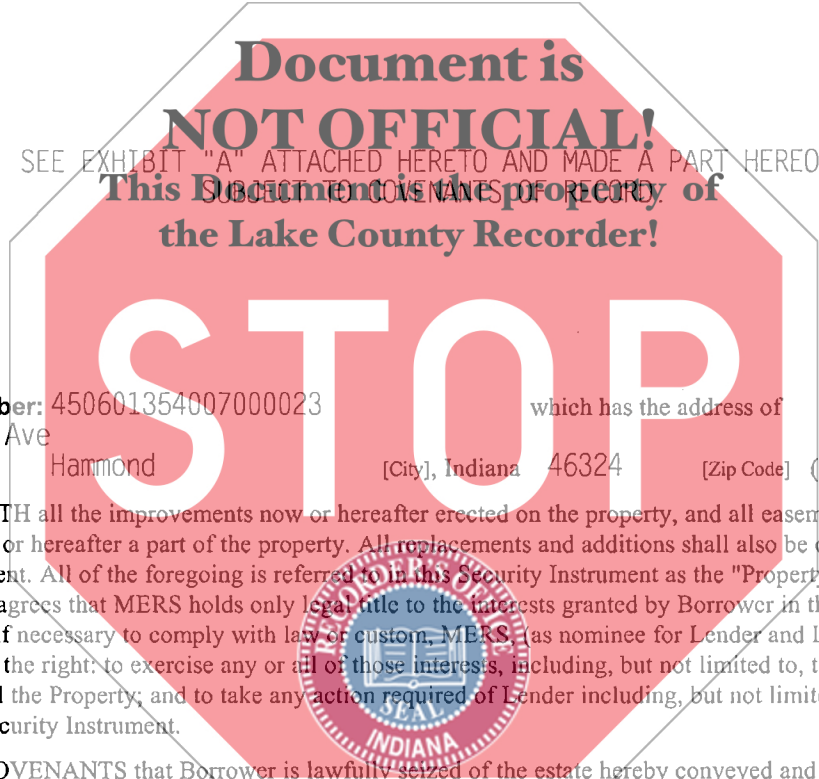 Document is
NOT OFFICIAL!
SEE EXHIBIT "A" ATTACHED HERETO AND MADE A PART HEREO
This Document is the property of
SUBJECT TO COVENANTS OF RECORD.
the Lake County Recorder!
STOP
ber: 450601354007000023 which has the address of
Ave
Hammond [City], Indiana 46324 [Zip Code] (
TH all the improvements now or hereafter erected on the property, and all easem
or hereafter a part of the property. All replacements and additions shall also be
ent. All of the foregoing is referred to in this Security Instrument as the "Property
agrees that MERS holds only legal title to the interests granted by Borrower in th
f necessary to comply with law or custom, MERS, (as nominee for Lender and L
the right: to exercise any or all of those interests, including, but not limited to, t
the Property; and to take any action required of Lender including, but not limit
curity Instrument.
RECORDER'S OFFICE
SEAL
INDIANA
OVENANTS that Borrower is lawfully seized of the estate hereby conveyed and